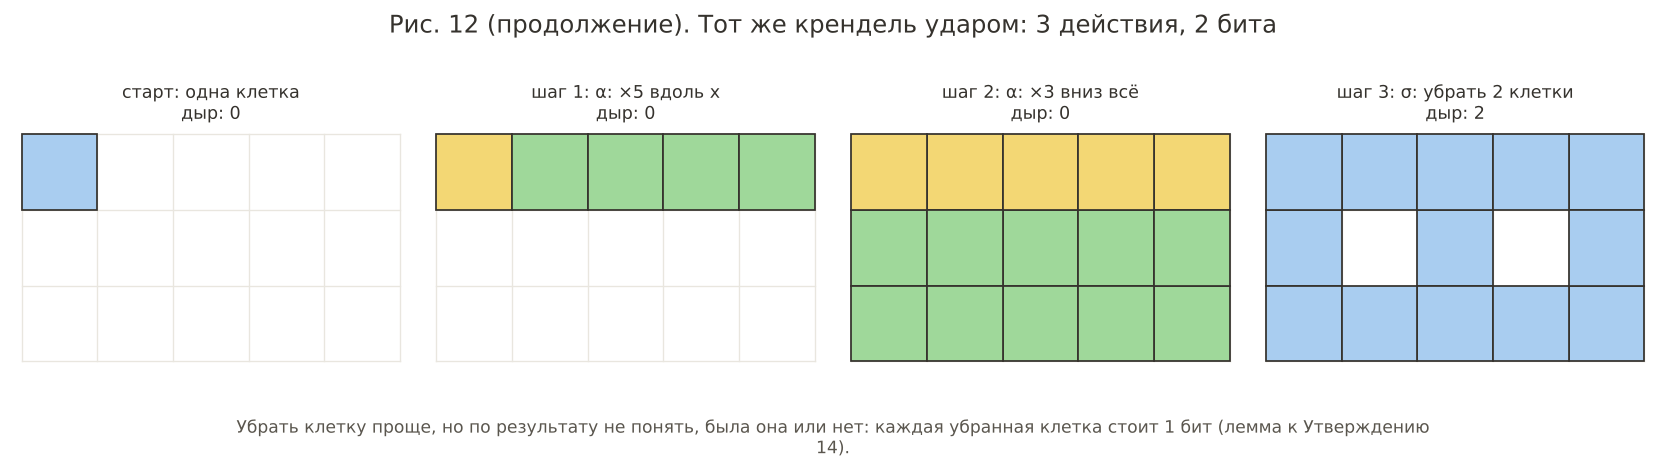 Рис. 12 (продолжение). Тот же крендель ударом: 3 действия, 2 бита
старт: одна клетка
дыр: 0
шаг 1: α: ×5 вдоль x
дыр: 0
шаг 2: α: ×3 вниз всё
дыр: 0
шаг 3: σ: убрать 2 клетки
дыр: 2
Убрать клетку проще, но по результату не понять, была она или нет: каждая убранная клетка стоит 1 бит (лемма к Утверждению
14).